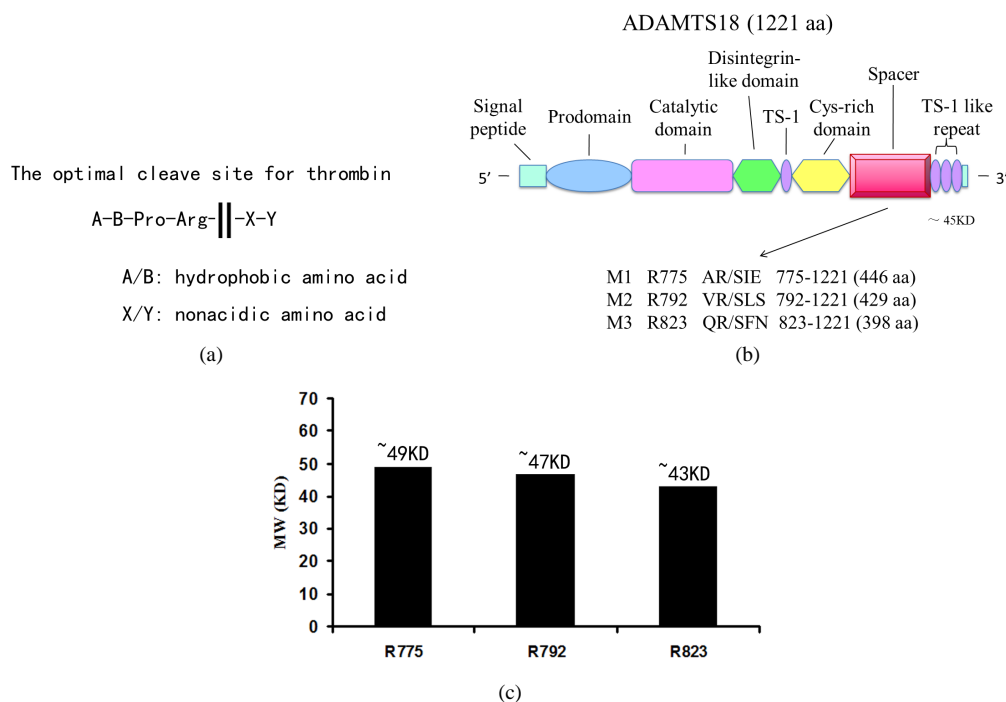 The optimal cleave site for thrombin
A-B-Pro-Arg-‖-X-Y
A/B: hydrophobic amino acid
X/Y: nonacidic amino acid
(a)
ADAMTS18 (1221 aa)
Disintegrin-
like domain
Spacer
Signal
peptide
Prodomain
Catalytic
domain
TS-1
Cys-rich
domain
TS-1 like
repeat
5′
3′
~ 45KD
M1 R775 AR/SIE 775-1221 (446 aa)
M2 R792 VR/SLS 792-1221 (429 aa)
M3 R823 QR/SFN 823-1221 (398 aa)
(b)
MW (KD)
70
60
50
40
30
20
10
0
~49KD
~47KD
~43KD
R775
R792
R823
(c)